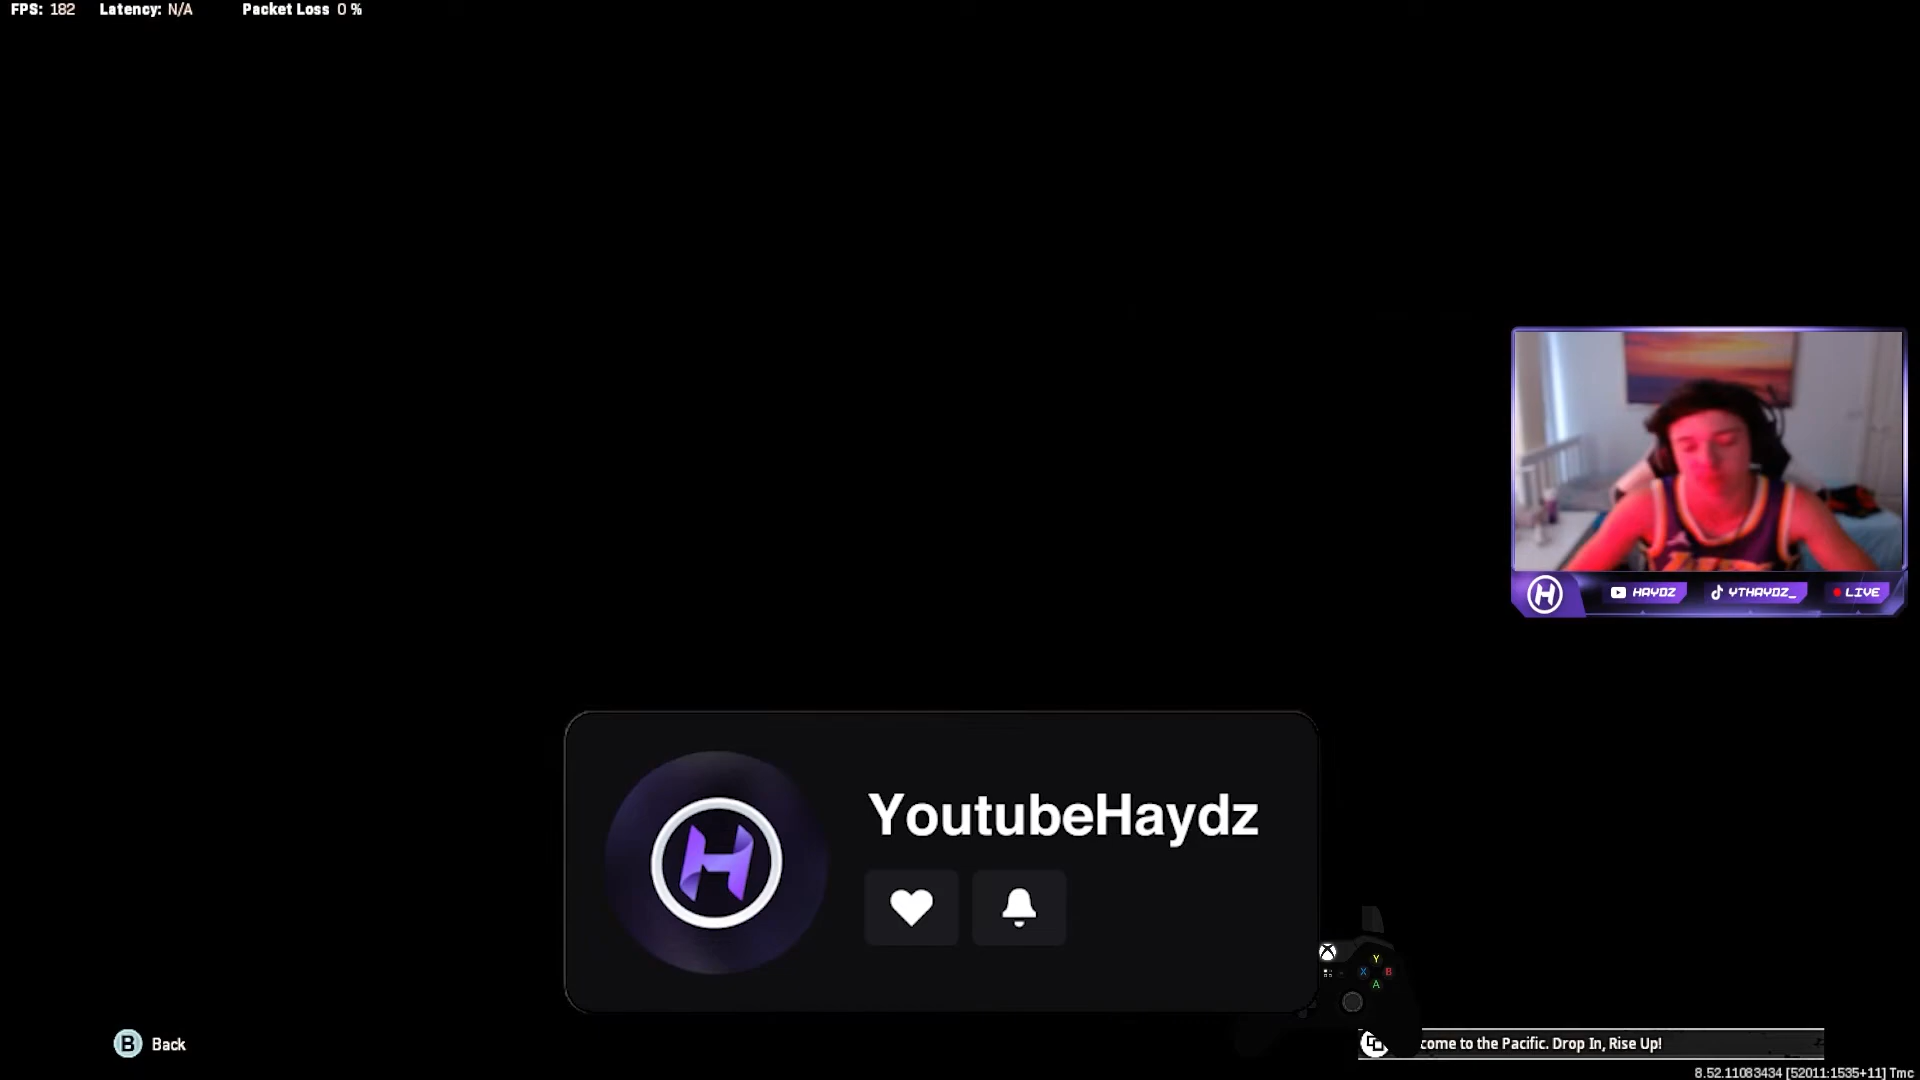 FPS: 182 Latency: N/A Packet Loss 0 %
HAYDZ YTHAYDZ_ LIVE
YoutubeHaydz
Y
X B
A
B Back
come to the Pacific. Drop In, Rise Up!
8.52.11083434 [52011:1535+11] Tmc